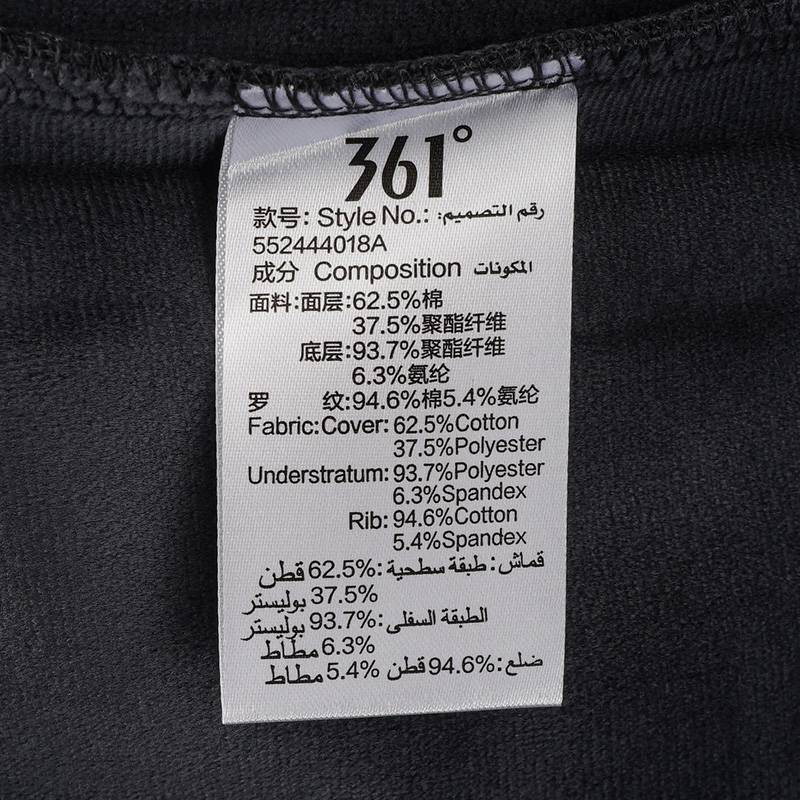 361°
款号: Style No.: رقم التصميم:
552444018A
成分 Composition المكونات
面料:面层:62.5%棉
37.5%聚酯纤维
底层:93.7%聚酯纤维
6.3%氨纶
罗 纹:94.6%棉5.4%氨纶
Fabric:Cover: 62.5%Cotton
37.5%Polyester
Understratum: 93.7%Polyester
6.3%Spandex
Rib: 94.6%Cotton
5.4%Spandex
قماش: طبقة سطحية: 62.5% قطن
37.5% بوليستر
الطبقة السفلى: 93.7% بوليستر
6.3% مطاط
ضلع: 94.6% قطن 5.4% مطاط